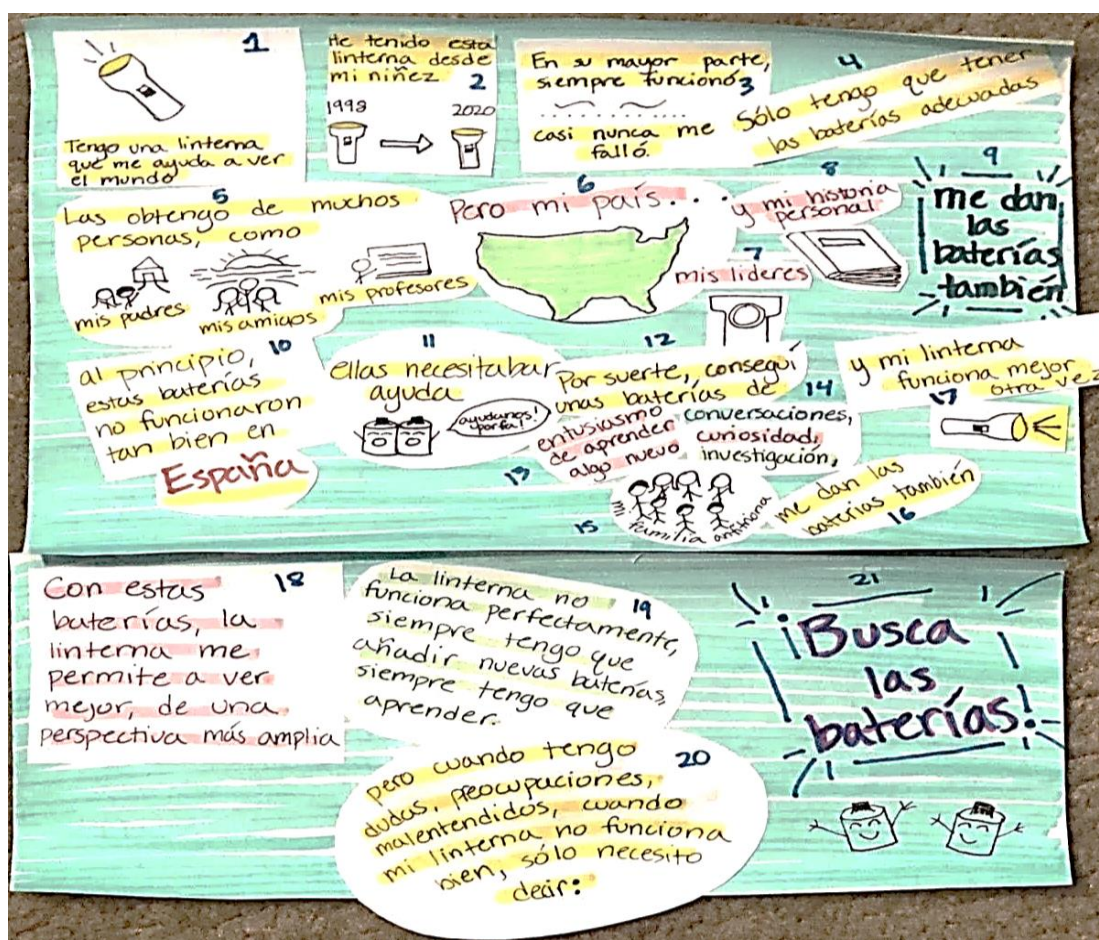 1
Tengo una linterna
que me ayuda a ver
el mundo
He tenido esta
linterna desde
mi niñez
2
1998
2020
En su mayor parte,
siempre funcionó
3
casi nunca me
falló.
4
Sólo tengo que tener
las baterías adecuadas
5
Las obtengo de muchos
personas, como
mis padres
mis amigos
mis profesores
6
Pero mi país...
7
mis líderes
8
y mi historia
personal
9
me dan
las
baterías
también
10
al principio,
estas baterías
no funcionaron
tan bien en
España
11
ellas necesitabar
ayuda
ayudanos!
porfa!
12
Por suerte, conseguí
unas baterías de
13
entusiasmo
de aprender
algo nuevo
14
conversaciones,
curiosidad,
investigación,
15
mi familia anfitriona
me dan las
baterías también
16
y mi linterna
funciona mejor
otra vez
17
Con estas
18
baterías, la
linterna me
permite a ver
mejor, de una
perspectiva más amplia
La linterna no
funciona perfectamente,
19
siempre tengo que
añadir nuevas baterías,
siempre tengo que
aprender.
pero cuando tengo
20
dudas, preocupaciones,
malentendidos, cuando
mi linterna no funciona
bien, sólo necesito
decir:
21
¡Busca
las
baterías!